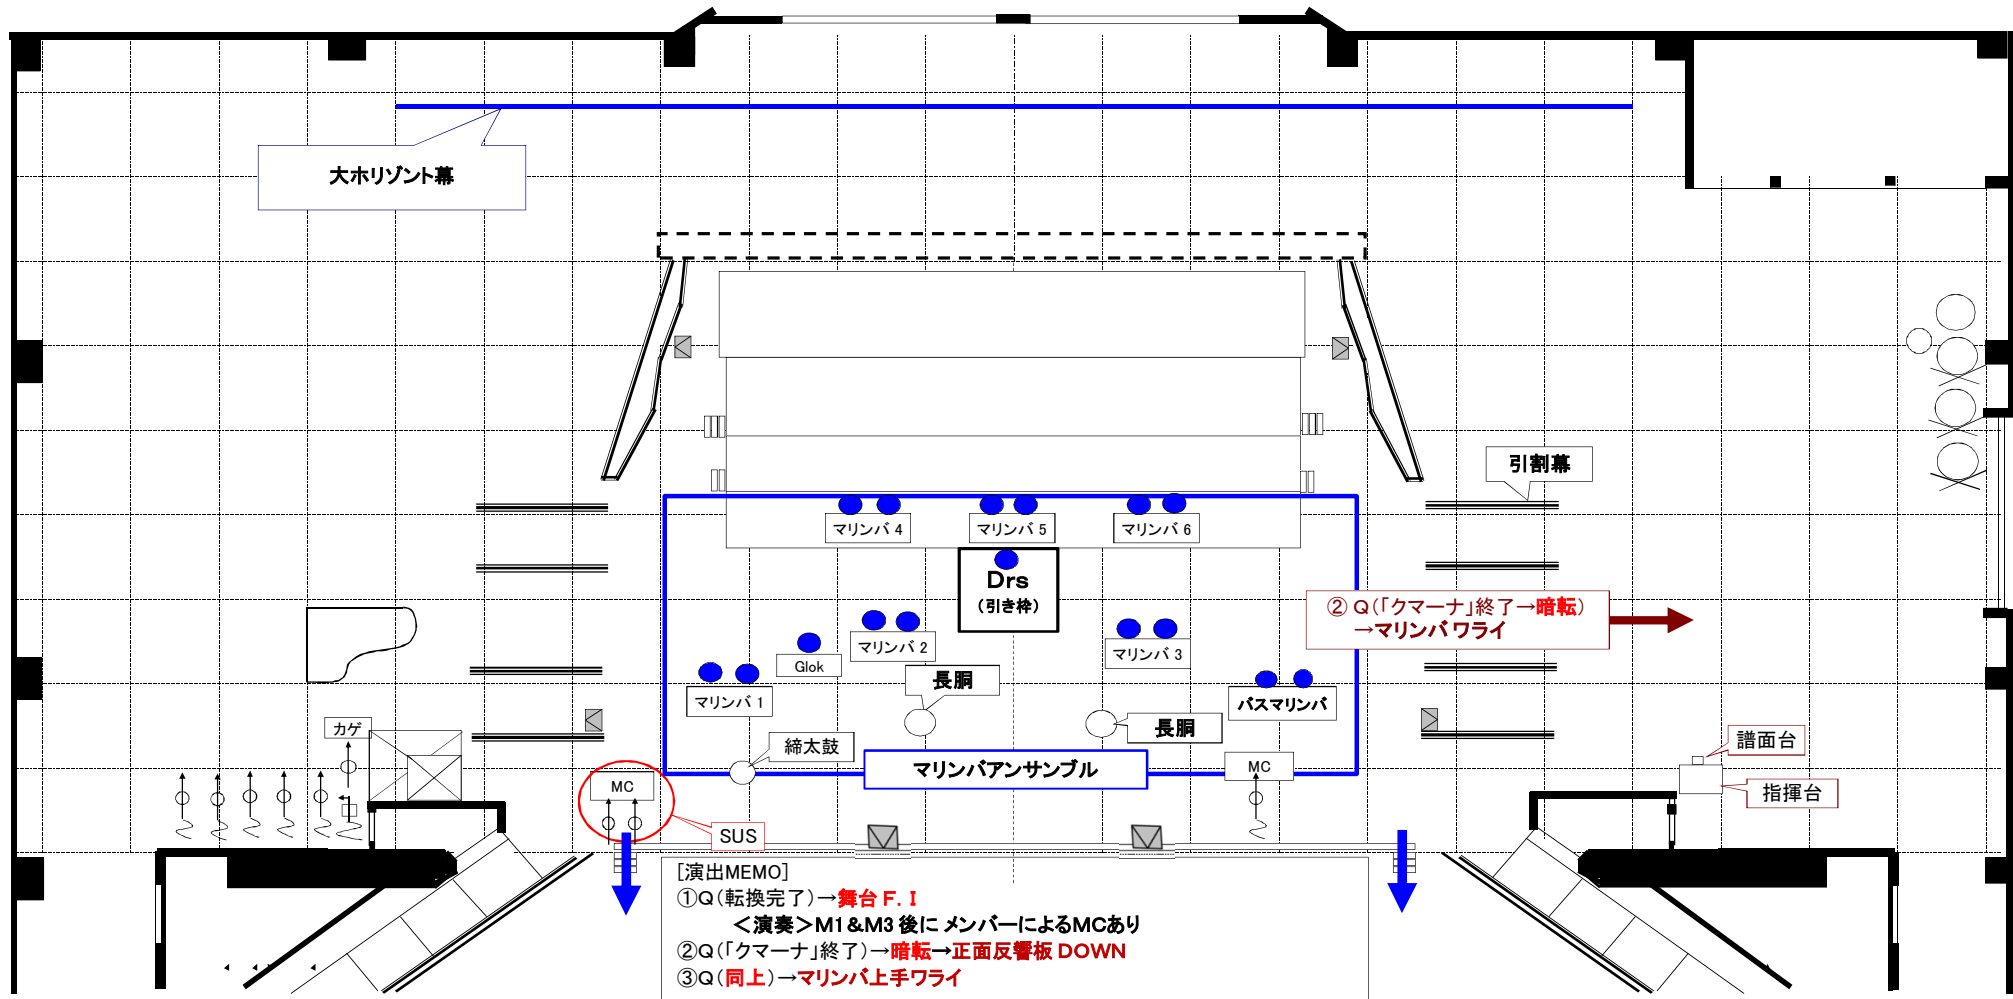 大ホリゾント幕
引割幕
マリンバ 4
マリンバ 5
マリンバ 6
Drs
(引き枠)
② Q(「クマーナ」終了→暗転)
→マリンバ ワライ
マリンバ 2
マリンバ 3
Glok
長胴
マリンバ 1
バスマリンバ
長胴
カゲ
締太鼓
譜面台
マリンバアンサンブル
MC
MC
指揮台
SUS
[演出MEMO]
①Q(転換完了)→舞台 F. I
<演奏>M1&M3 後に メンバーによるMCあり
②Q(「クマーナ」終了)→暗転→正面反響板 DOWN
③Q(同上)→マリンバ上手ワライ